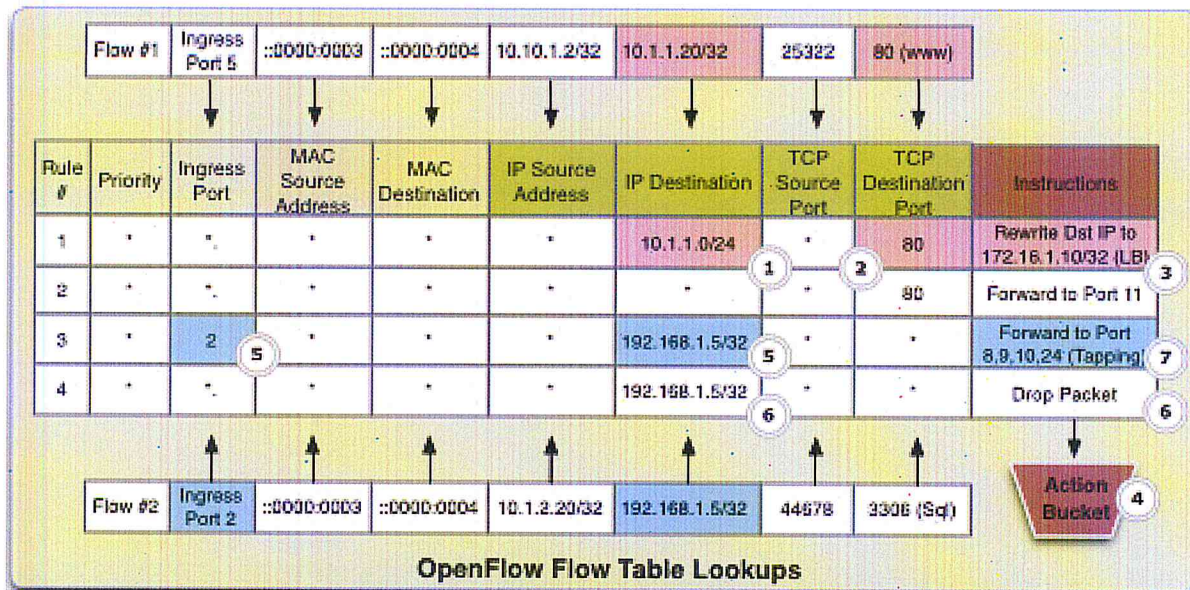 Flow #1 Ingress Port 5 ::0000:0003 ::0000:0004 10.10.1.2/32 10.1.1.20/32 25322 80 (www)
Rule # Priority Ingress Port MAC Source Address MAC Destination IP Source Address IP Destination TCP Source Port TCP Destination Port Instructions
1 * * * * * 10.1.1.0/24 * 80 Rewrite Dst IP to 172.16.1.10/32 (LB)
1 2 3
2 * * * * * * * 80 Forward to Port 11
3 * 2 * * * 192.168.1.5/32 * * Forward to Port 8,9,10,24 (Tapping)
5 5 7
4 * * * * * 192.168.1.5/32 * * Drop Packet
6 6
Flow #2 Ingress Port 2 ::0000:0003 ::0000:0004 10.1.2.20/32 192.168.1.5/32 44678 3306 (Sql)
Action Bucket 4
OpenFlow Flow Table Lookups